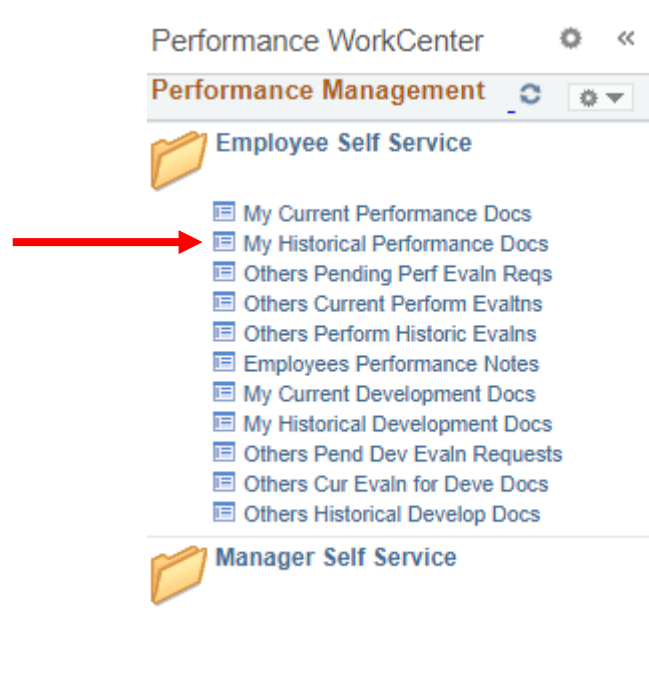 Performance WorkCenter
Performance Management
Employee Self Service
My Current Performance Docs
My Historical Performance Docs
Others Pending Perf Evaln Reqs
Others Current Perform Evaltns
Others Perform Historic Evalns
Employees Performance Notes
My Current Development Docs
My Historical Development Docs
Others Pend Dev Evaln Requests
Others Cur Evaln for Deve Docs
Others Historical Develop Docs
Manager Self Service